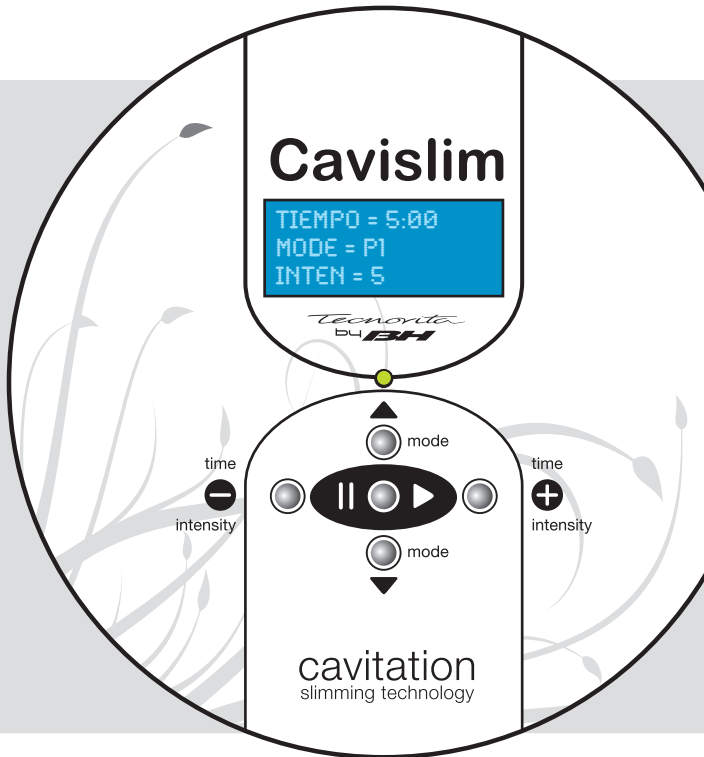 Cavislim
TIEMPO = 5:00
MODE = P1
INTEN = 5
Tecnovita
by BH
mode
time
time
intensity
intensity
mode
cavitation
slimming technology